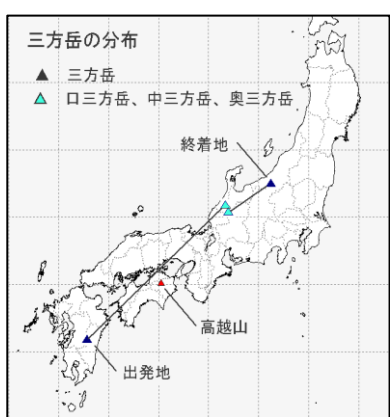 三方岳の分布
▲ 三方岳
△ 口三方岳、中三方岳、奥三方岳
終着地
高越山
出発地